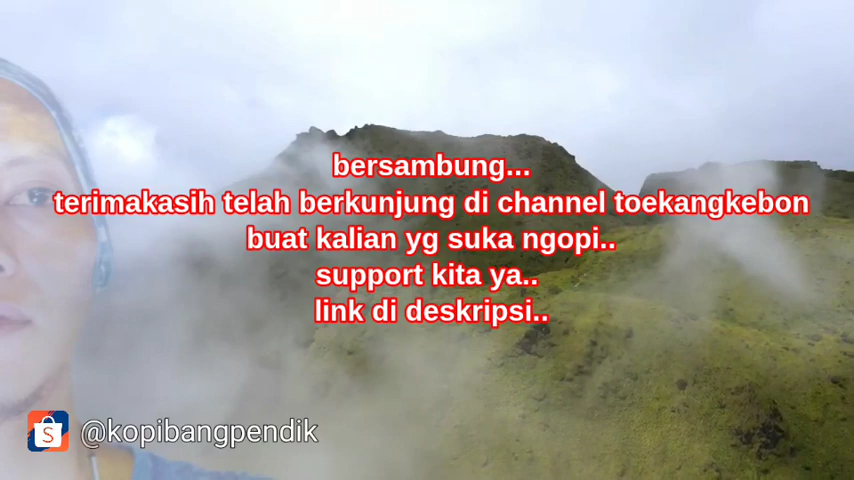 bersambung...
terimakasih telah berkunjung di channel toekangkebon
buat kalian yg suka ngopi..
support kita ya..
link di deskripsi..
@kopibangpendik